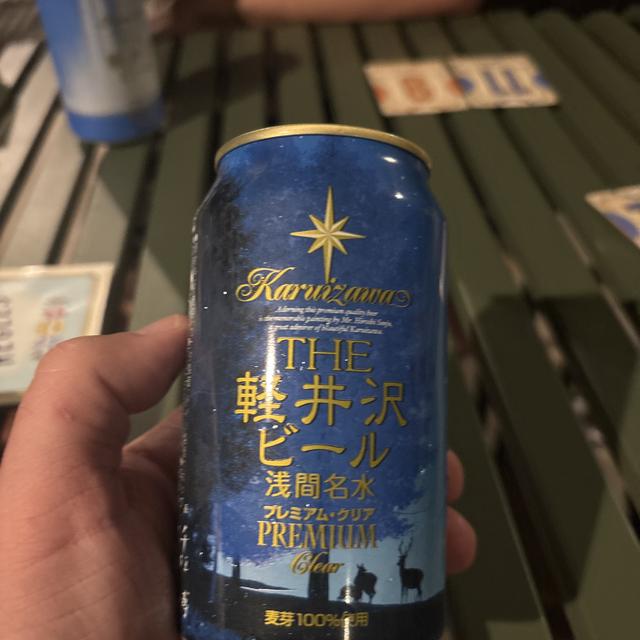 Karuizawa
THE
軽井沢
ビール
浅間名水
プレミアム・クリア
PREMIUM
Clear
麦芽100%使用